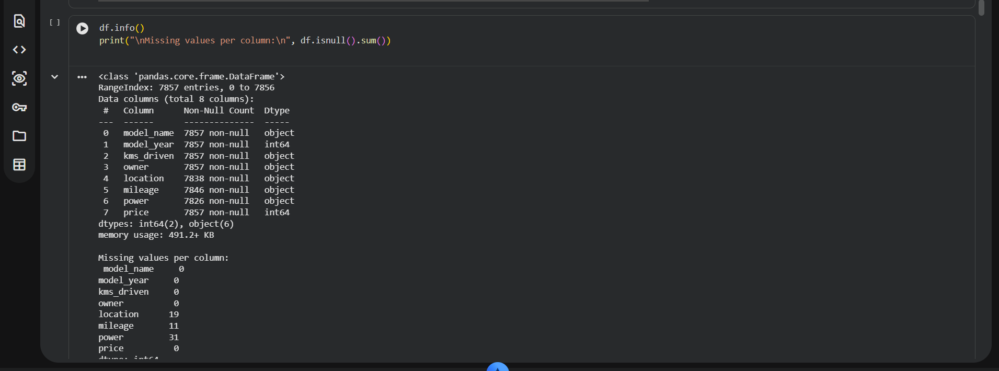 [ ]
df.info()
print("\nMissing values per column:\n", df.isnull().sum())
<class 'pandas.core.frame.DataFrame'>
RangeIndex: 7857 entries, 0 to 7856
Data columns (total 8 columns):
 #   Column      Non-Null Count  Dtype
---  ------      --------------  -----
 0   model_name  7857 non-null   object
 1   model_year  7857 non-null   int64
 2   kms_driven  7857 non-null   object
 3   owner       7857 non-null   object
 4   location    7838 non-null   object
 5   mileage     7846 non-null   object
 6   power       7826 non-null   object
 7   price       7857 non-null   int64
dtypes: int64(2), object(6)
memory usage: 491.2+ KB
Missing values per column:
 model_name     0
model_year     0
kms_driven     0
owner          0
location      19
mileage       11
power         31
price          0
dtype: int64